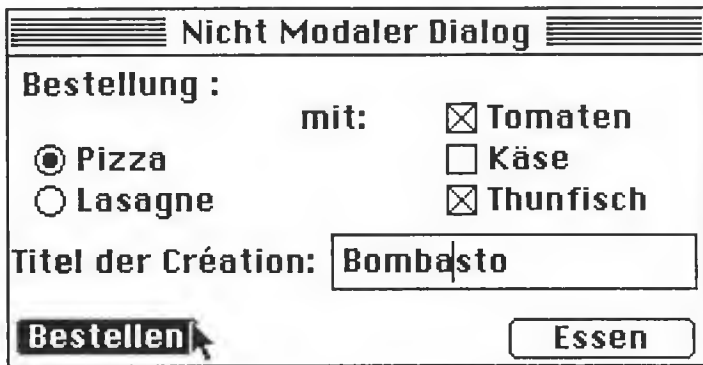 Nicht Modaler Dialog
Bestellung :
mit: Tomaten
Pizza Käse
Lasagne Thunfisch
Titel der Création: Bombasto
Bestellen Essen